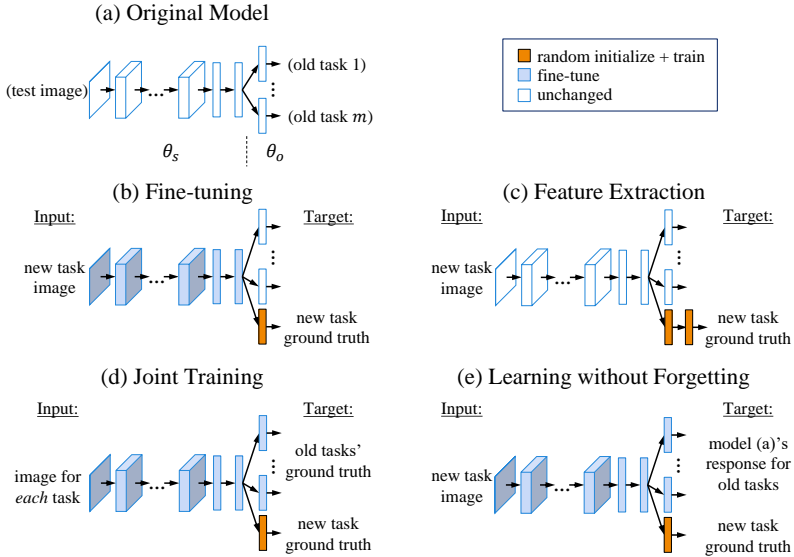 (a) Original Model
(test image)
...
(old task 1)
⋮
(old task m)
θs
θo
random initialize + train
fine-tune
unchanged
(b) Fine-tuning
Input:
Target:
new task
image
...
⋮
new task
ground truth
(c) Feature Extraction
Input:
Target:
new task
image
...
⋮
new task
ground truth
(d) Joint Training
Input:
Target:
image for
each task
...
⋮
old tasks'
ground truth
new task
ground truth
(e) Learning without Forgetting
Input:
Target:
new task
image
...
⋮
model (a)'s
response for
old tasks
new task
ground truth